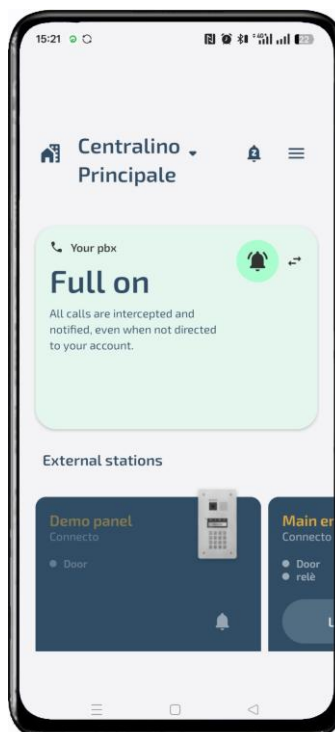 15:21
Centralino
Principale
Your pbx
Full on
All calls are intercepted and
notified, even when not directed
to your account.
External stations
Demo panel
Connecto
Door
Main er
Connecto
Door
relè
L